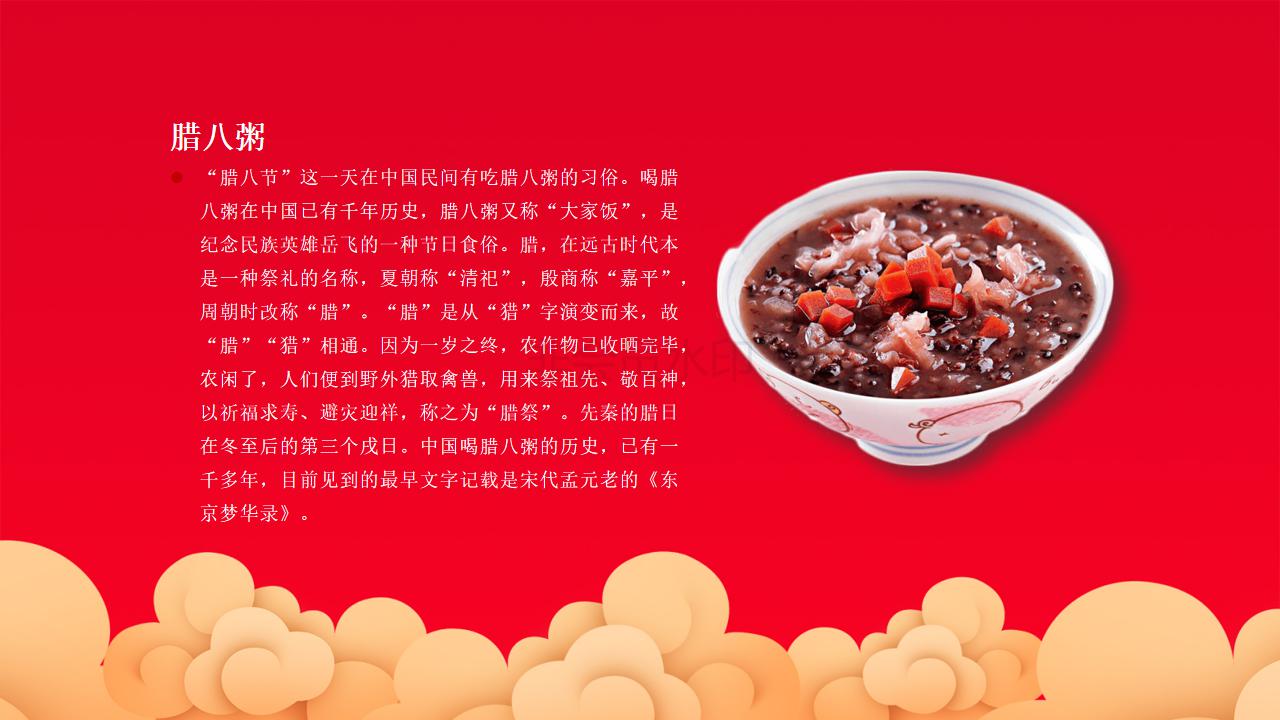 腊八粥
“腊八节”这一天在中国民间有吃腊八粥的习俗。喝腊
八粥在中国已有千年历史，腊八粥又称“大家饭”，是
纪念民族英雄岳飞的一种节日食俗。腊，在远古时代本
是一种祭礼的名称，夏朝称“清祀”，殷商称“嘉平”，
周朝时改称“腊”。“腊”是从“猎”字演变而来，故
“腊”“猎”相通。因为一岁之终，农作物已收晒完毕，
农闲了，人们便到野外猎取禽兽，用来祭祖先、敬百神，
以祈福求寿、避灾迎祥，称之为“腊祭”。先秦的腊日
在冬至后的第三个戌日。中国喝腊八粥的历史，已有一
千多年，目前见到的最早文字记载是宋代孟元老的《东
京梦华录》。